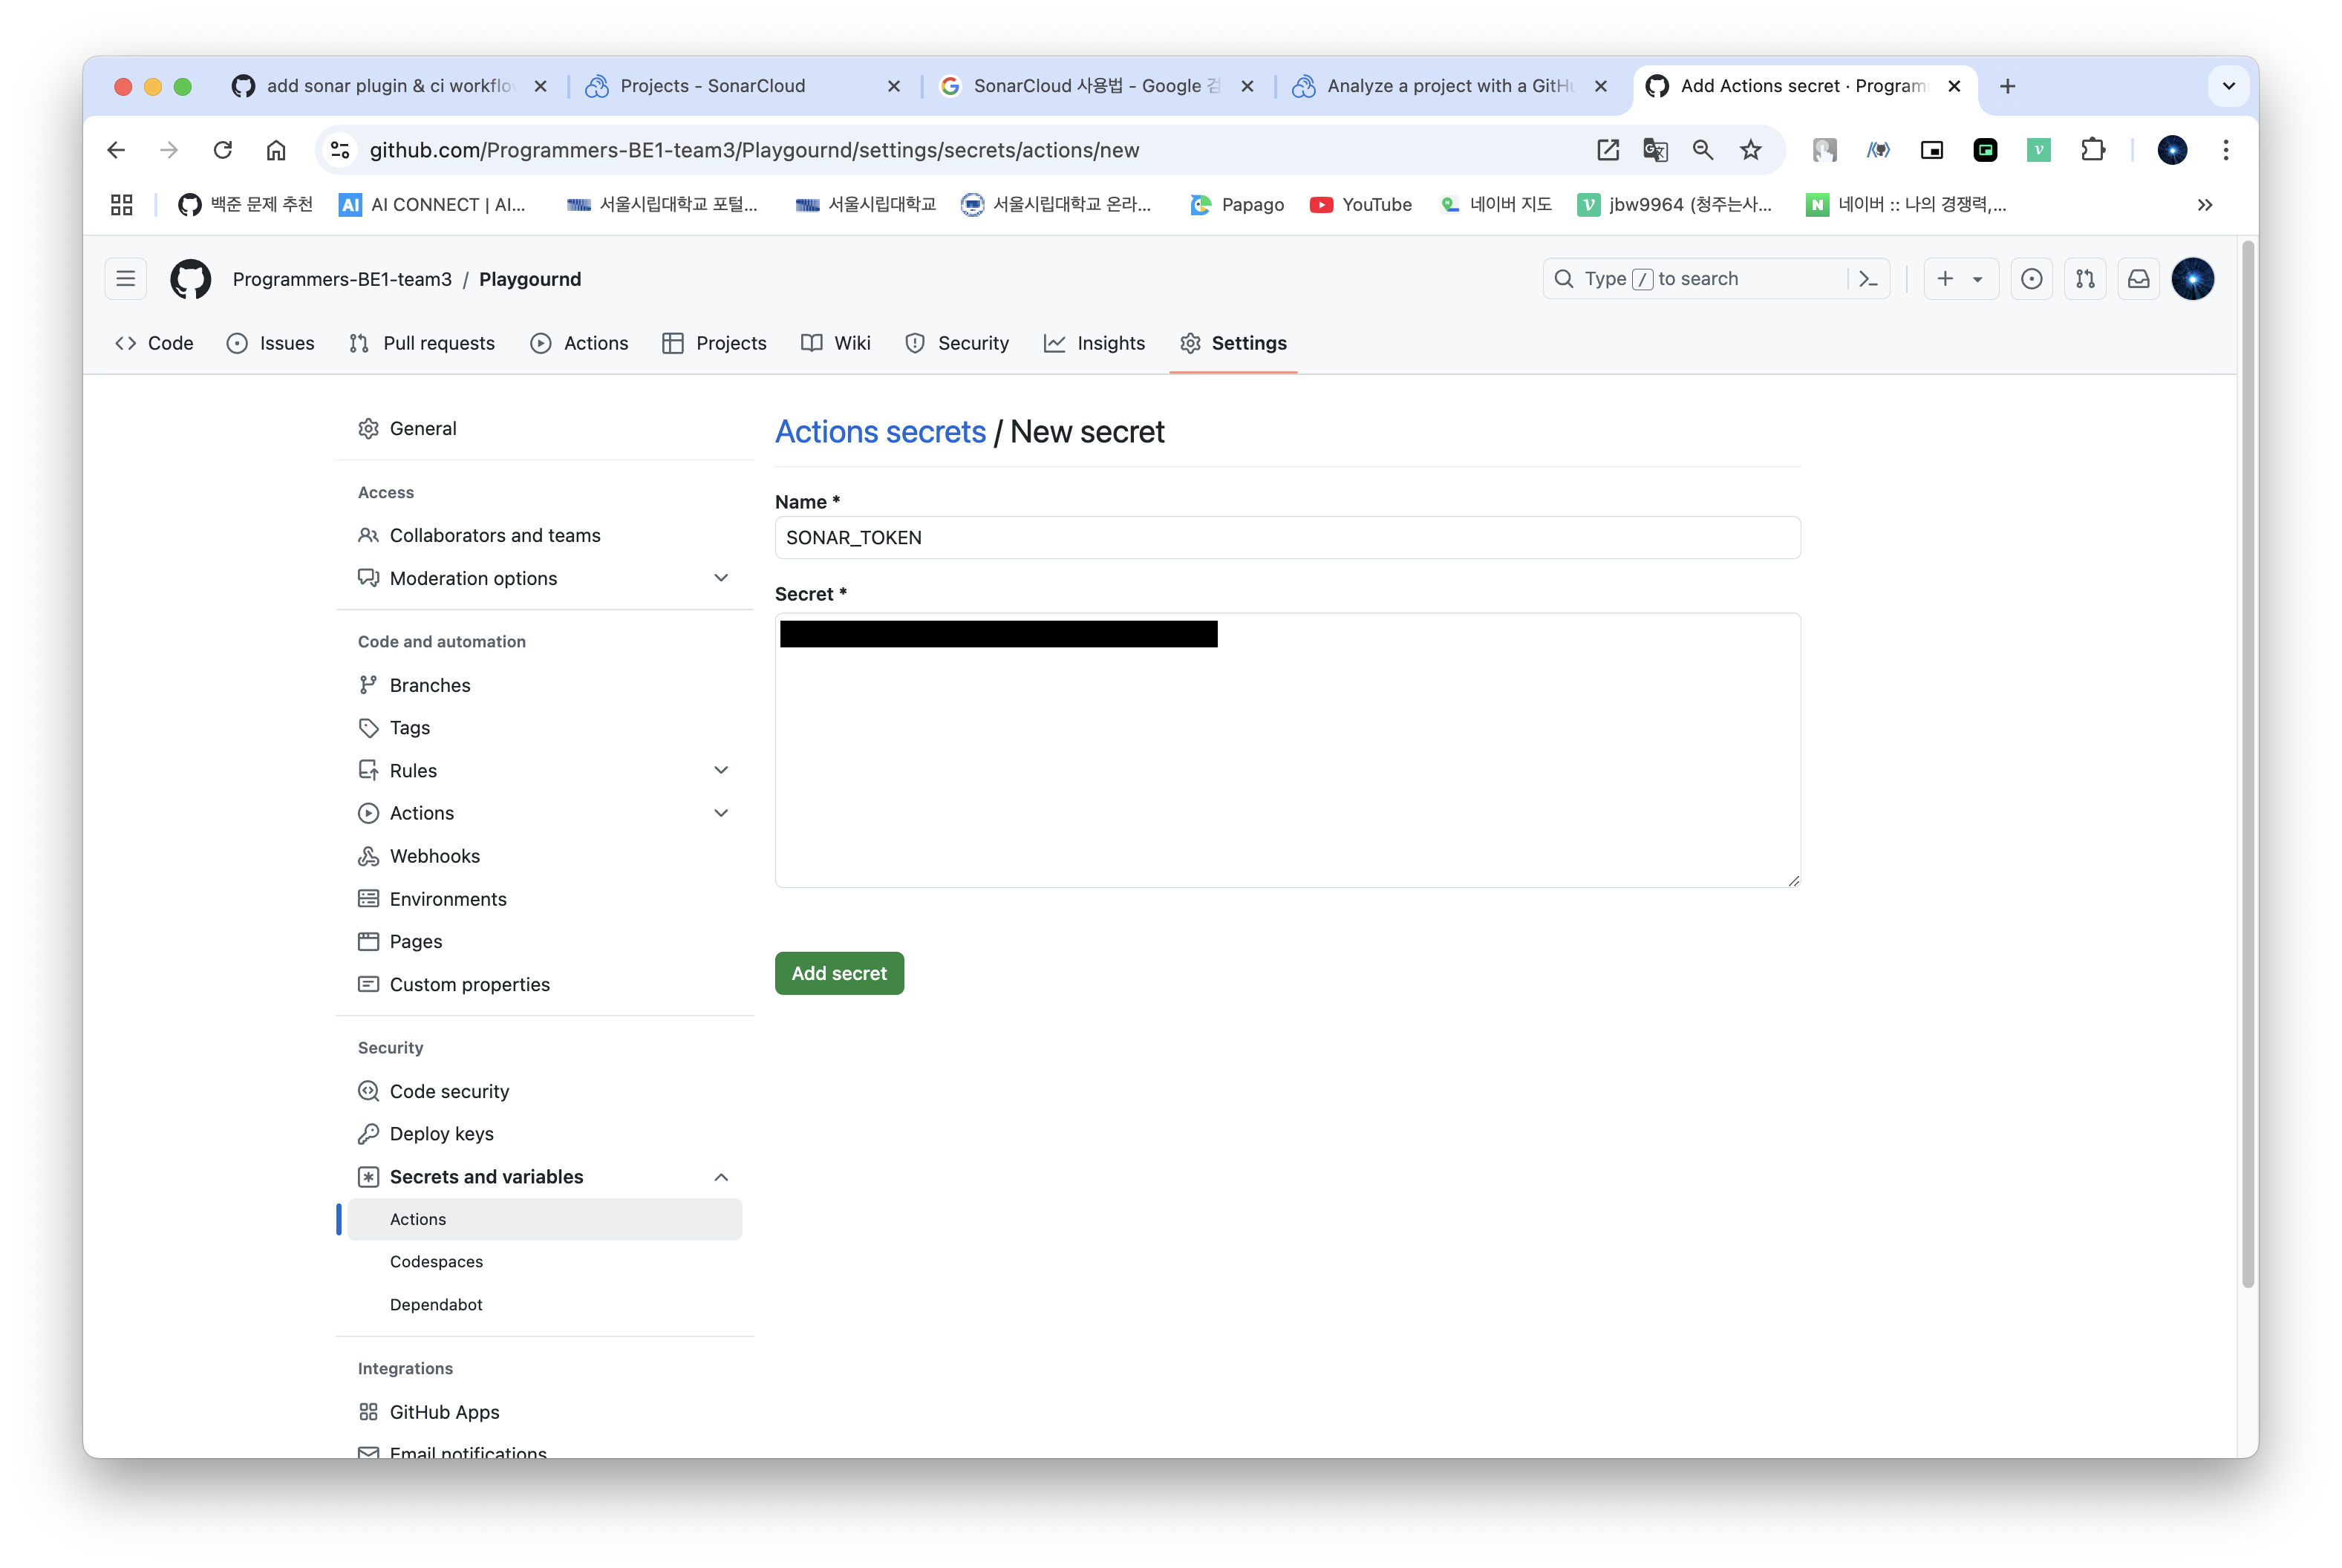 add sonar plugin & ci workflo
Projects - SonarCloud
SonarCloud 사용법 - Google 검
Analyze a project with a GitHu
Add Actions secret · Program
github.com/Programmers-BE1-team3/Playgournd/settings/secrets/actions/new
백준 문제 추천
AI CONNECT | AI...
서울시립대학교 포털...
서울시립대학교
서울시립대학교 온라...
Papago
YouTube
네이버 지도
jbw9964 (청주는사...
네이버 :: 나의 경쟁력,...
Programmers-BE1-team3 / Playgournd
Type / to search
Code
Issues
Pull requests
Actions
Projects
Wiki
Security
Insights
Settings
General
Access
Collaborators and teams
Moderation options
Code and automation
Branches
Tags
Rules
Actions
Webhooks
Environments
Pages
Custom properties
Security
Code security
Deploy keys
Secrets and variables
Actions
Codespaces
Dependabot
Integrations
GitHub Apps
Email notifications
Actions secrets / New secret
Name *
SONAR_TOKEN
Secret *
Add secret